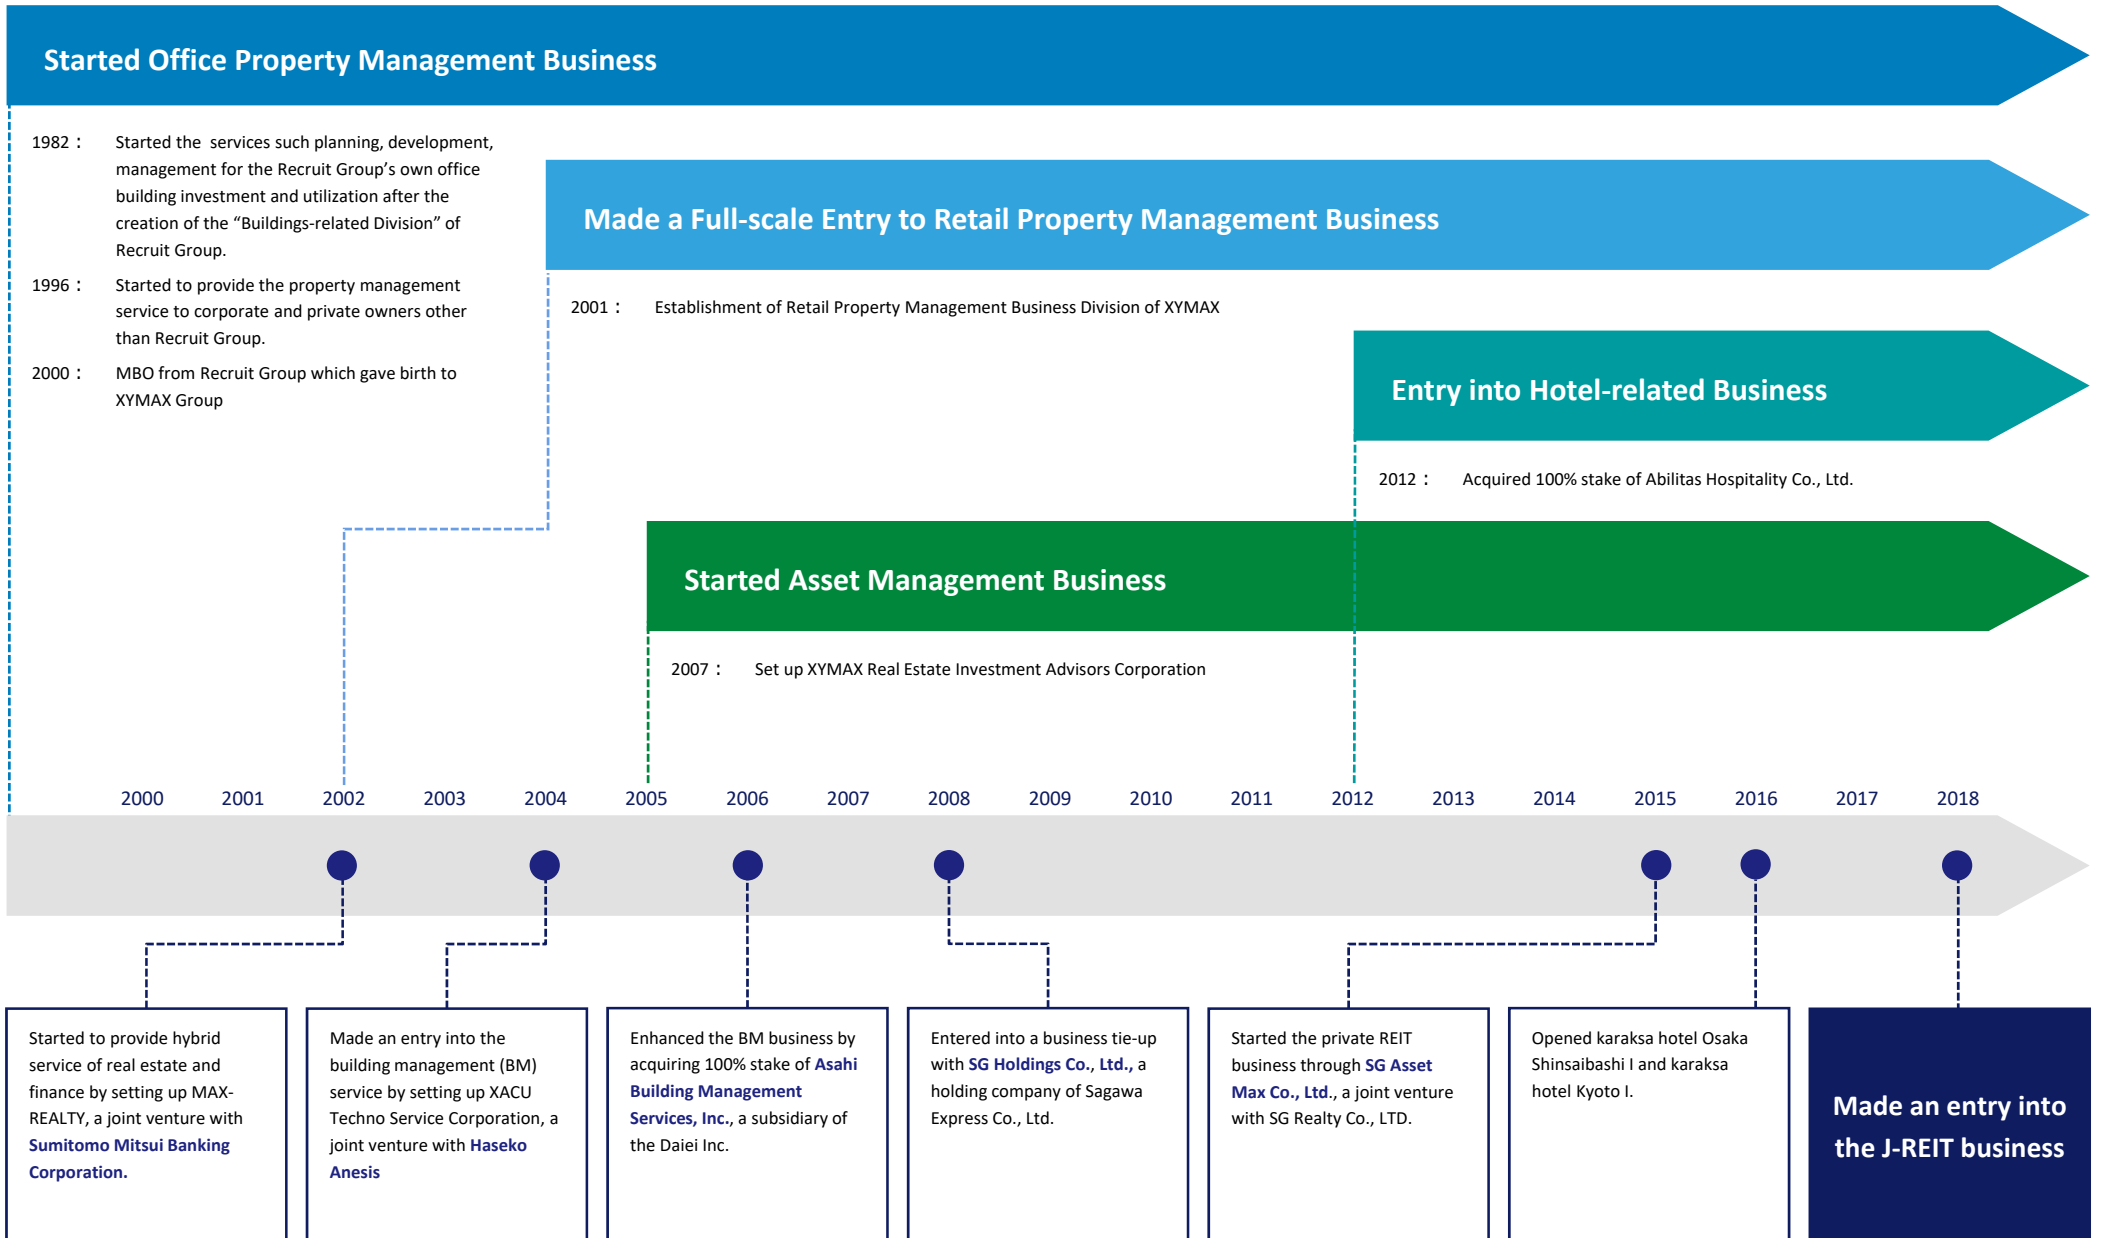 Started Office Property Management Business
1982： Started the  services such planning, development,
management for the Recruit Group’s own office
building investment and utilization after the
creation of the “Buildings-related Division” of
Recruit Group.
1996： Started to provide the property management
service to corporate and private owners other
than Recruit Group.
2000： MBO from Recruit Group which gave birth to
XYMAX Group
Made a Full-scale Entry to Retail Property Management Business
2001： Establishment of Retail Property Management Business Division of XYMAX
Entry into Hotel-related Business
2012： Acquired 100% stake of Abilitas Hospitality Co., Ltd.
Started Asset Management Business
2007： Set up XYMAX Real Estate Investment Advisors Corporation
2000 2001 2002 2003 2004 2005 2006 2007 2008 2009 2010 2011 2012 2013 2014 2015 2016 2017 2018
Started to provide hybrid
service of real estate and
finance by setting up MAX-
REALTY, a joint venture with
Sumitomo Mitsui Banking
Corporation.
Made an entry into the
building management (BM)
service by setting up XACU
Techno Service Corporation, a
joint venture with Haseko
Anesis
Enhanced the BM business by
acquiring 100% stake of Asahi
Building Management
Services, Inc., a subsidiary of
the Daiei Inc.
Entered into a business tie-up
with SG Holdings Co., Ltd., a
holding company of Sagawa
Express Co., Ltd.
Started the private REIT
business through SG Asset
Max Co., Ltd., a joint venture
with SG Realty Co., LTD.
Opened karaksa hotel Osaka
Shinsaibashi I and karaksa
hotel Kyoto I.
Made an entry into
the J-REIT business